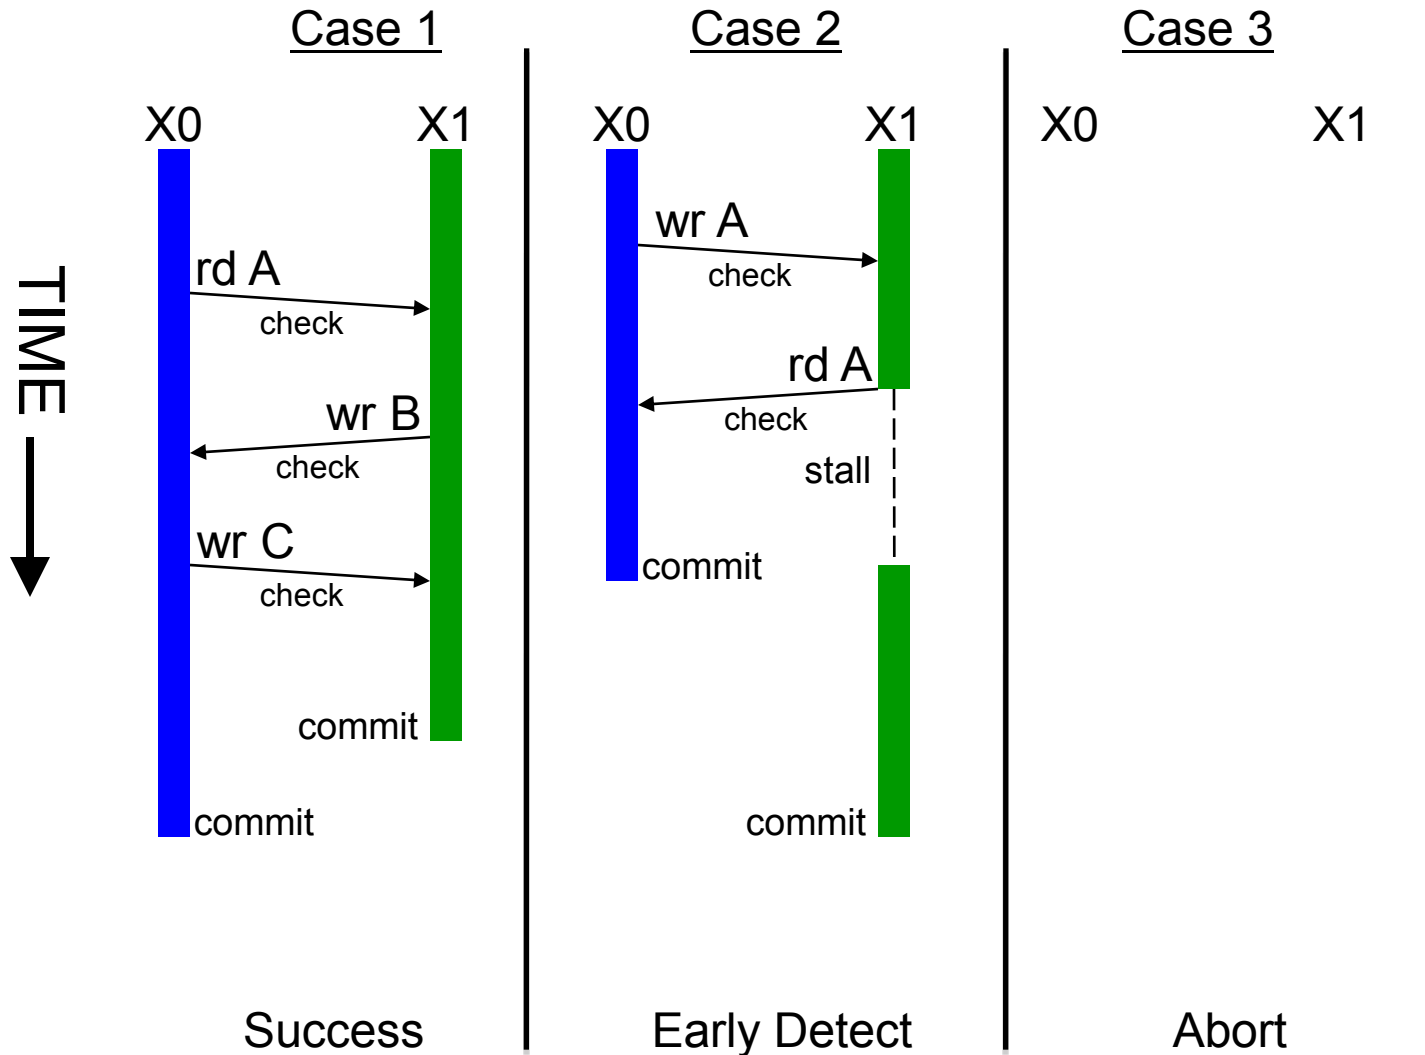 Case 1
Case 2
Case 3
X0
X1
X0
X1
X0
X1
TIME
rd A
check
wr B
check
wr C
check
commit
commit
wr A
check
rd A
check
stall
commit
commit
Success
Early Detect
Abort